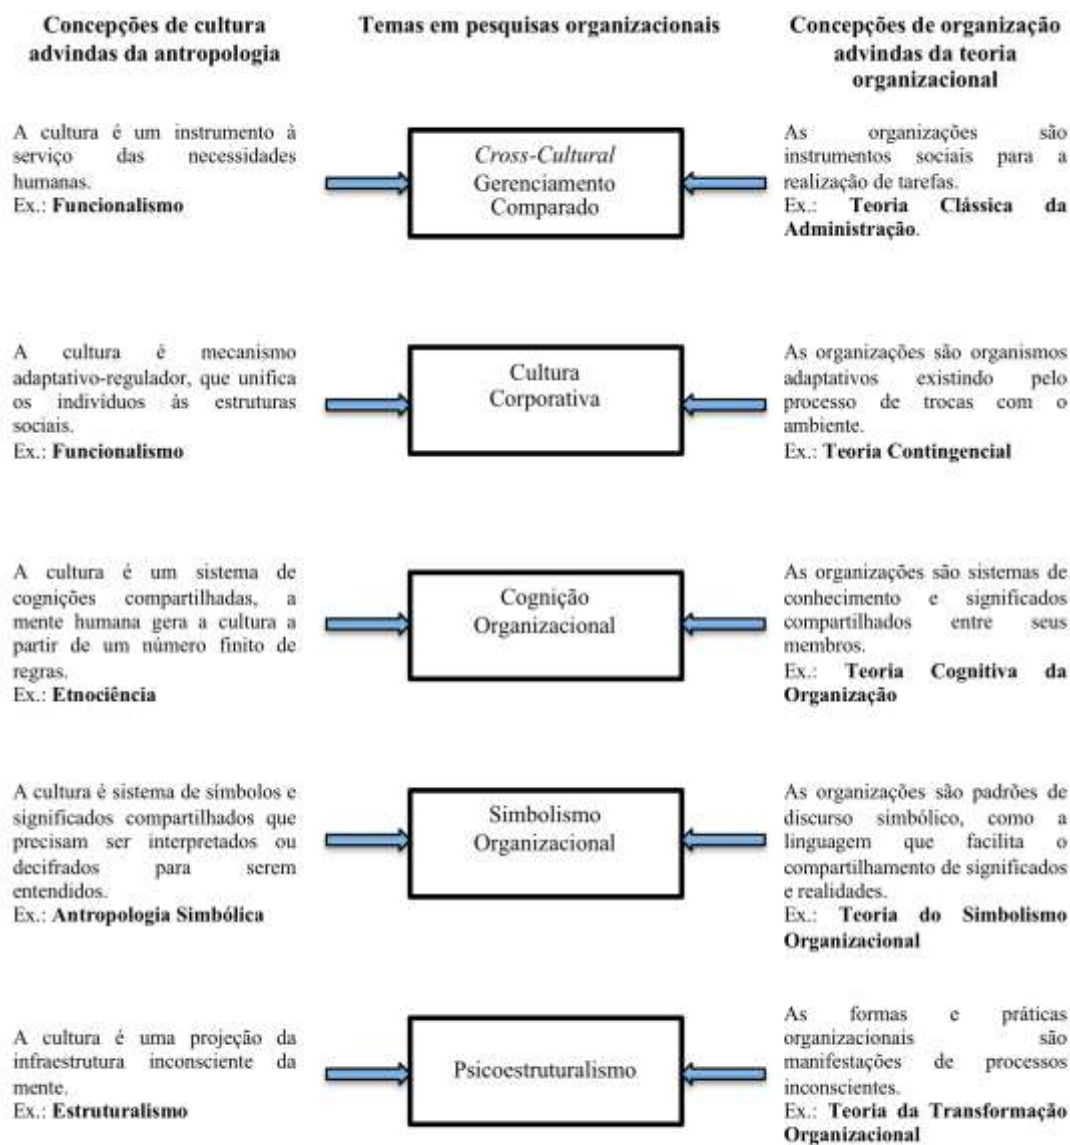 Concepções de cultura
advindas da antropologia
Temas em pesquisas organizacionais
Concepções de organização
advindas da teoria
organizacional
A cultura é um instrumento à
serviço das necessidades
humanas.
Ex.: Funcionalismo
Cross-Cultural
Gerenciamento
Comparado
As organizações são
instrumentos sociais para a
realização de tarefas.
Ex.: Teoria Clássica da
Administração.
A cultura é mecanismo
adaptativo-regulador, que unifica
os indivíduos às estruturas
sociais.
Ex.: Funcionalismo
Cultura
Corporativa
As organizações são organismos
adaptativos existindo pelo
processo de trocas com o
ambiente.
Ex.: Teoria Contingencial
A cultura é um sistema de
cognições compartilhadas, a
mente humana gera a cultura a
partir de um número finito de
regras.
Ex.: Etnociência
Cognição
Organizacional
As organizações são sistemas de
conhecimento e significados
compartilhados entre seus
membros.
Ex.: Teoria Cognitiva da
Organização
A cultura é sistema de símbolos e
significados compartilhados que
precisam ser interpretados ou
decifrados para serem
entendidos.
Ex.: Antropologia Simbólica
Simbolismo
Organizacional
As organizações são padrões de
discurso simbólico, como a
linguagem que facilita o
compartilhamento de significados
e realidades.
Ex.: Teoria do Simbolismo
Organizacional
A cultura é uma projeção da
infraestrutura inconsciente da
mente.
Ex.: Estruturalismo
Psicoestruturalismo
As formas e práticas
organizacionais são
manifestações de processos
inconscientes.
Ex.: Teoria da Transformação
Organizacional